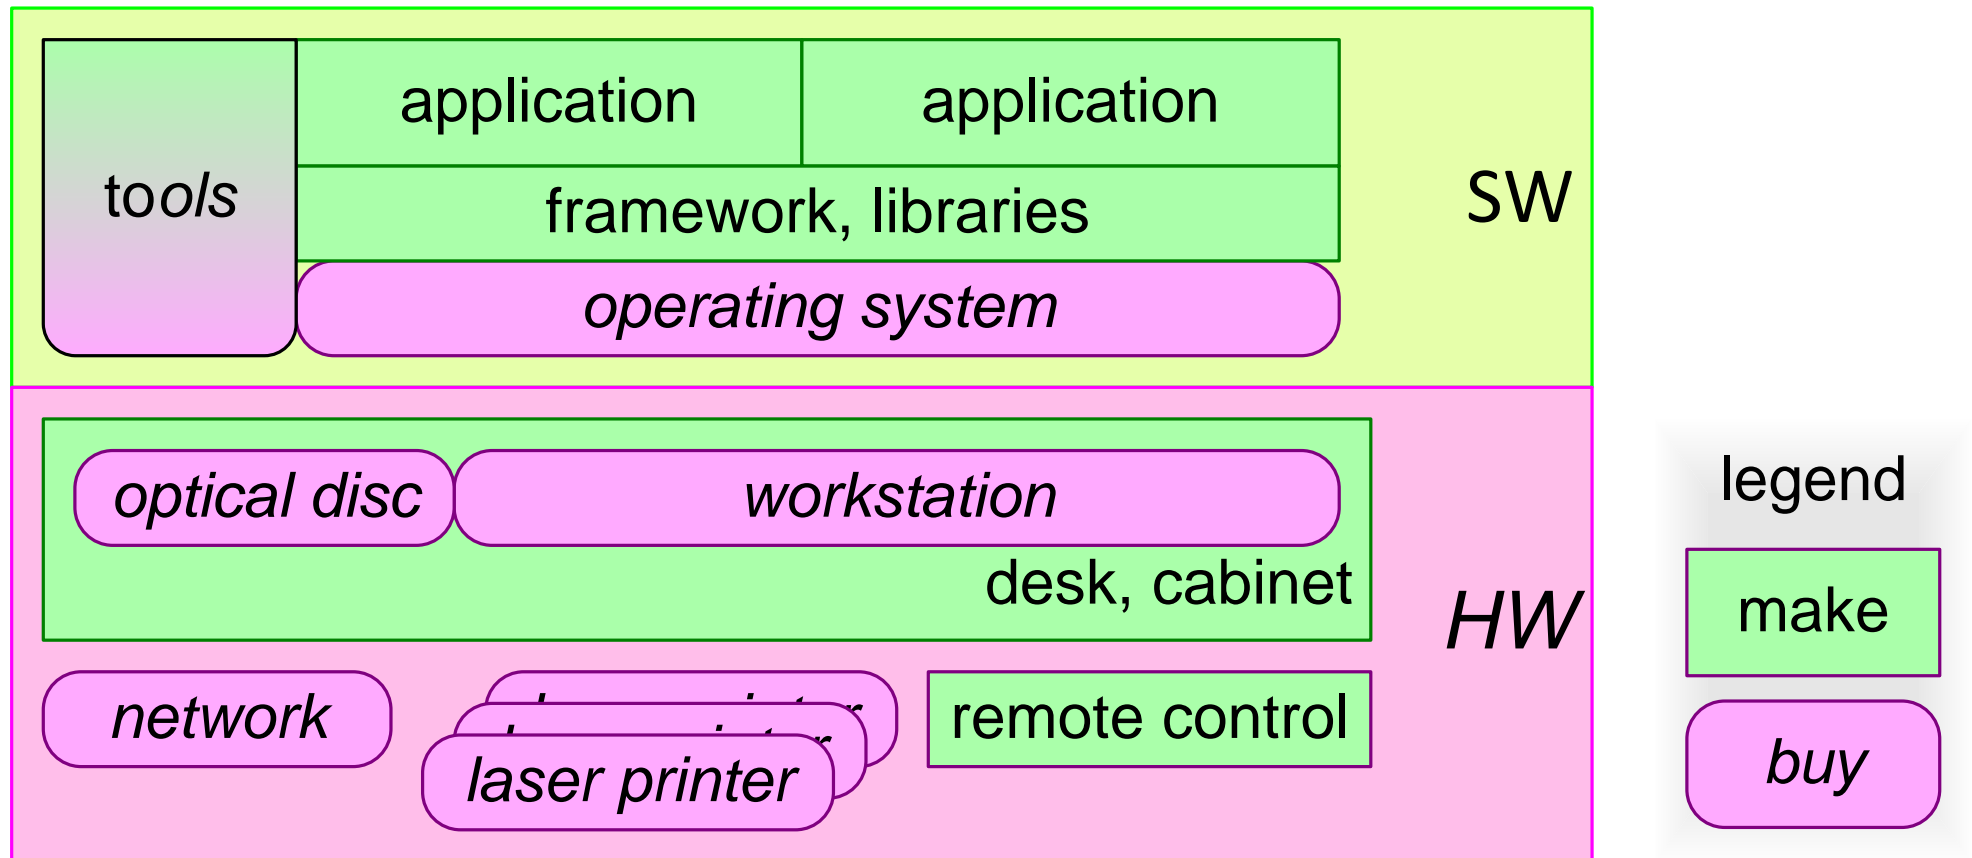 application
application
tools
framework, libraries
SW
operating system
optical disc
workstation
desk, cabinet
HW
network
laser printer
remote control
legend
make
buy